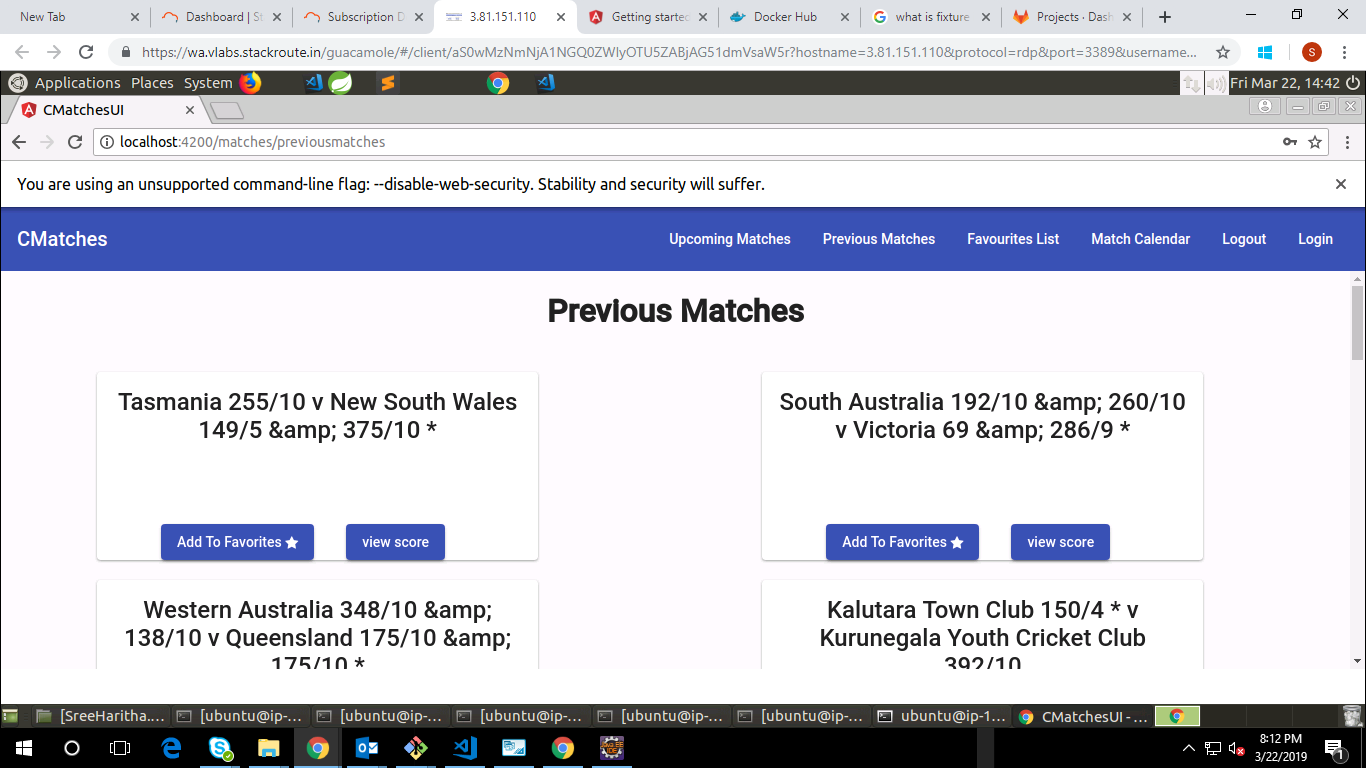 New Tab
Dashboard | St
Subscription D
3.81.151.110
Getting started
Docker Hub
what is fixture
Projects · Dash
https://wa.vlabs.stackroute.in/guacamole/#/client/aS0wMzNmNjA1NGQ0ZWIyOTU5ZABjAG51dmVsaW5r?hostname=3.81.151.110&protocol=rdp&port=3389&username...
S
Applications Places System
Fri Mar 22, 14:42
CMatchesUI
localhost:4200/matches/previousmatches
You are using an unsupported command-line flag: --disable-web-security. Stability and security will suffer.
CMatches
Upcoming Matches
Previous Matches
Favourites List
Match Calendar
Logout
Login
Previous Matches
Tasmania 255/10 v New South Wales
149/5 &amp; 375/10 *
Add To Favorites
view score
South Australia 192/10 &amp; 260/10
v Victoria 69 &amp; 286/9 *
Add To Favorites
view score
Western Australia 348/10 &amp;
138/10 v Queensland 175/10 &amp;
175/10 *
Kalutara Town Club 150/4 * v
Kurunegala Youth Cricket Club
392/10
[SreeHaritha....
[ubuntu@ip-...
[ubuntu@ip-...
[ubuntu@ip-...
[ubuntu@ip-...
[ubuntu@ip-...
ubuntu@ip-1...
CMatchesUI - ...
8:12 PM
3/22/2019
1